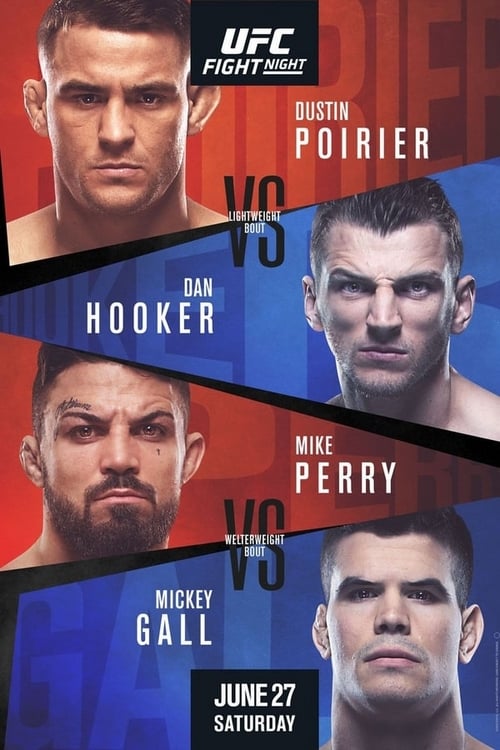 UFC
FIGHT NIGHT
DUSTIN
POIRIER
VS
LIGHTWEIGHT
BOUT
DAN
HOOKER
MIKE
PERRY
VS
WELTERWEIGHT
BOUT
MICKEY
GALL
JUNE 27
SATURDAY